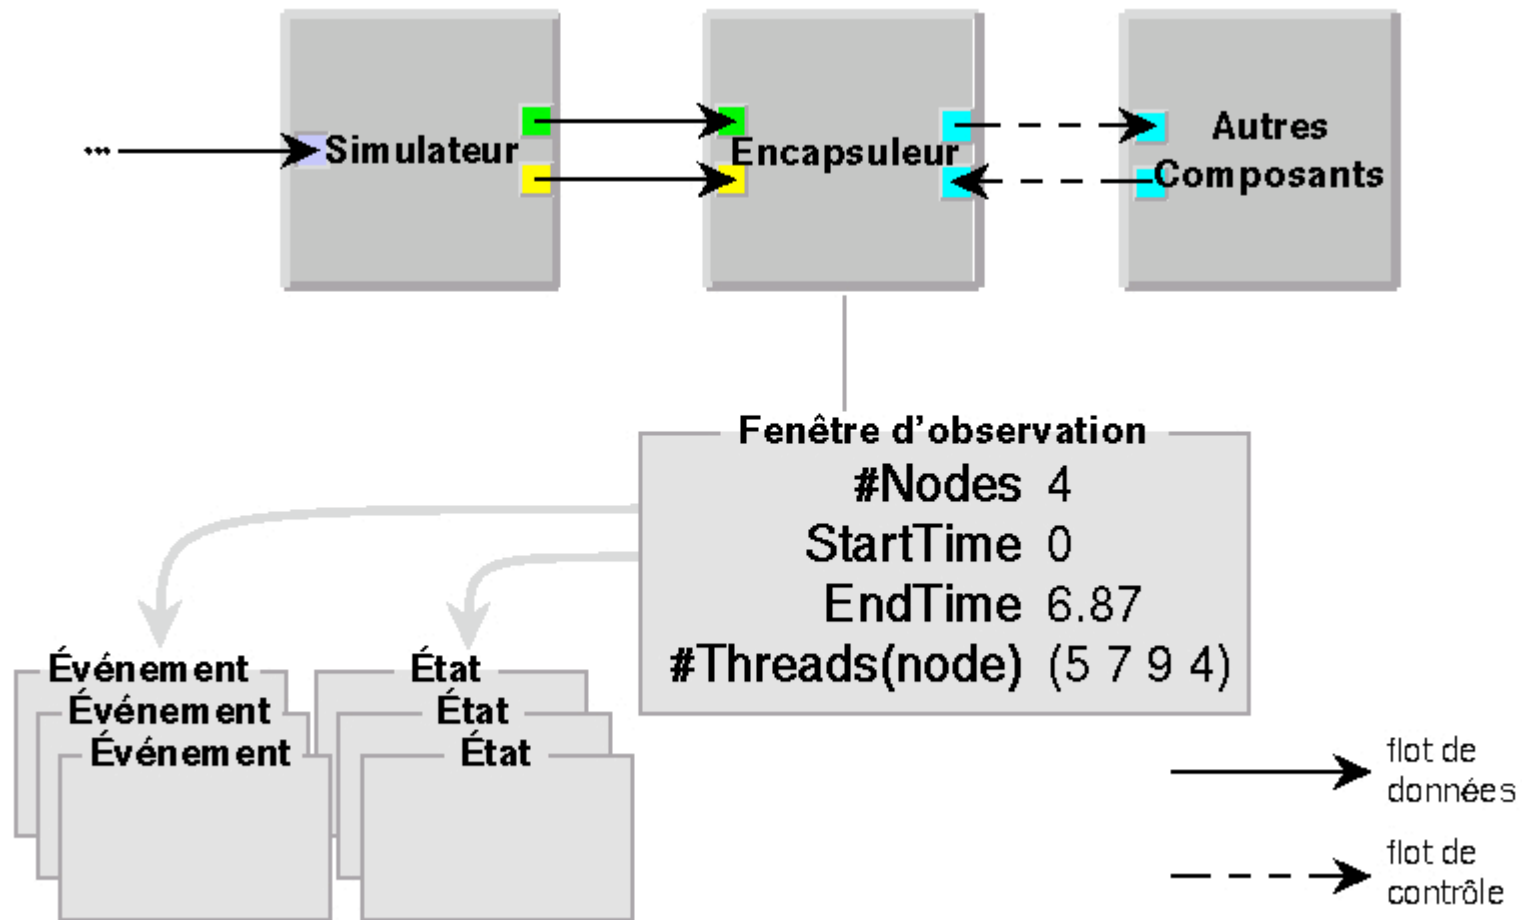 ...
Simulateur
Encapsuleur
Autres
Composants
Fenêtre d'observation
#Nodes 4
StartTime 0
EndTime 6.87
#Threads(node) (5 7 9 4)
Événement
Événement
Événement
État
État
État
flot de
données
flot de
contrôle